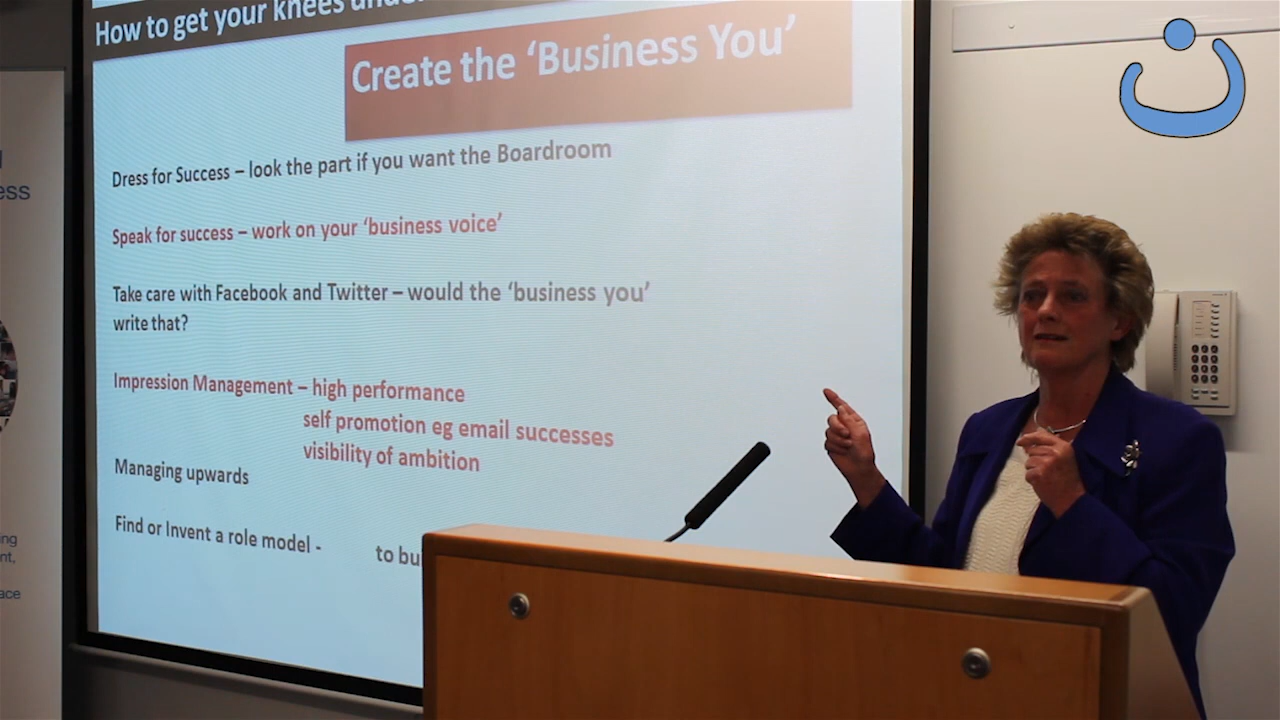 How to get your knees
Create the ‘Business You’
Dress for Success – look the part if you want the Boardroom
Speak for success – work on your ‘business voice’
Take care with Facebook and Twitter – would the ‘business you’
write that?
Impression Management – high performance
self promotion eg email successes
visibility of ambition
Managing upwards
Find or Invent a role model -
to